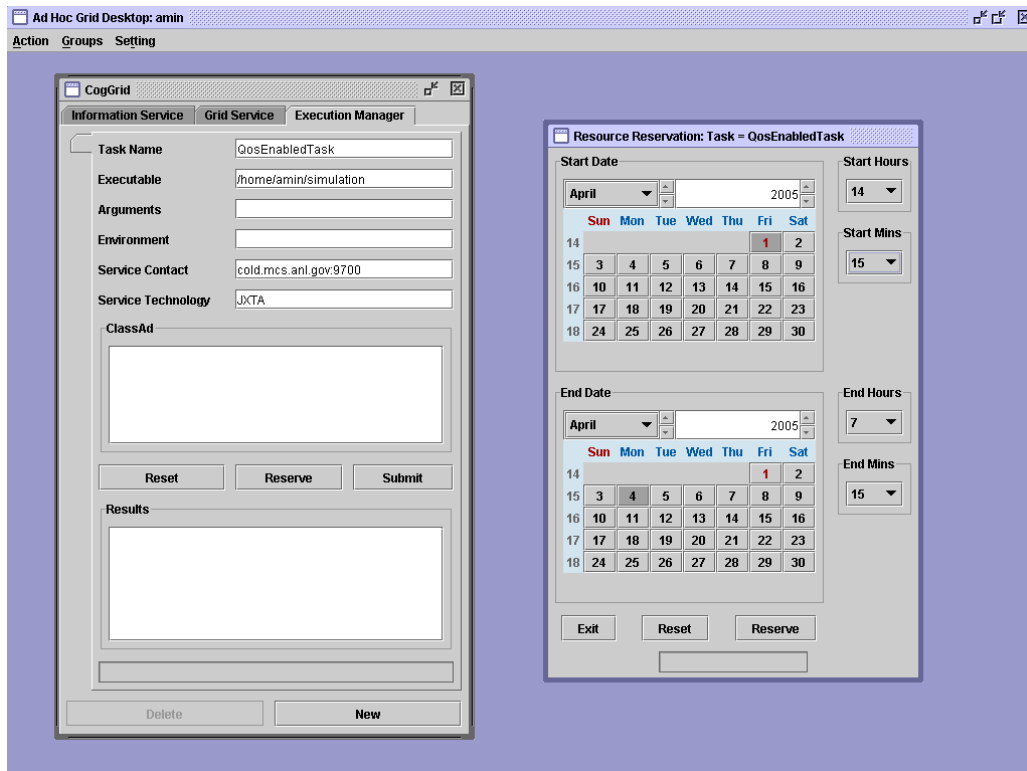 Ad Hoc Grid Desktop: amin
Action Groups Setting
CogGrid
Information Service Grid Service Execution Manager
Task Name QosEnabledTask
Executable /home/amin/simulation
Arguments
Environment
Service Contact cold.mcs.anl.gov:9700
Service Technology JXTA
ClassAd
Reset Reserve Submit
Results
Delete New
Resource Reservation: Task = QosEnabledTask
Start Date
April 2005
Sun Mon Tue Wed Thu Fri Sat
14 1 2
15 3 4 5 6 7 8 9
16 10 11 12 13 14 15 16
17 17 18 19 20 21 22 23
18 24 25 26 27 28 29 30
Start Hours
14
Start Mins
15
End Date
April 2005
Sun Mon Tue Wed Thu Fri Sat
14 1 2
15 3 4 5 6 7 8 9
16 10 11 12 13 14 15 16
17 17 18 19 20 21 22 23
18 24 25 26 27 28 29 30
End Hours
7
End Mins
15
Exit Reset Reserve